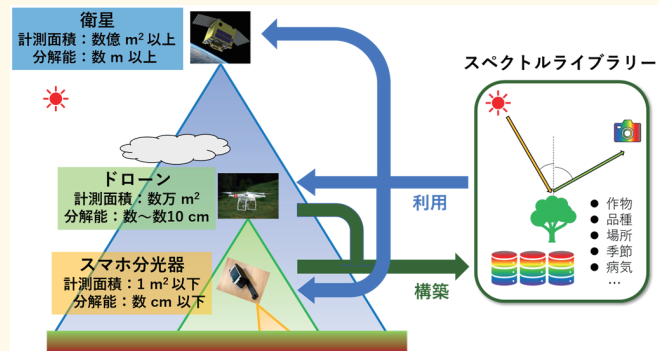 衛星
計測面積：数億 m² 以上
分解能：数 m 以上
ドローン
計測面積：数万 m²
分解能：数～数10 cm
スマホ分光器
計測面積：1 m² 以下
分解能：数 cm 以下
利用
構築
スペクトルライブラリー
● 作物
● 品種
● 場所
● 季節
● 病気
…